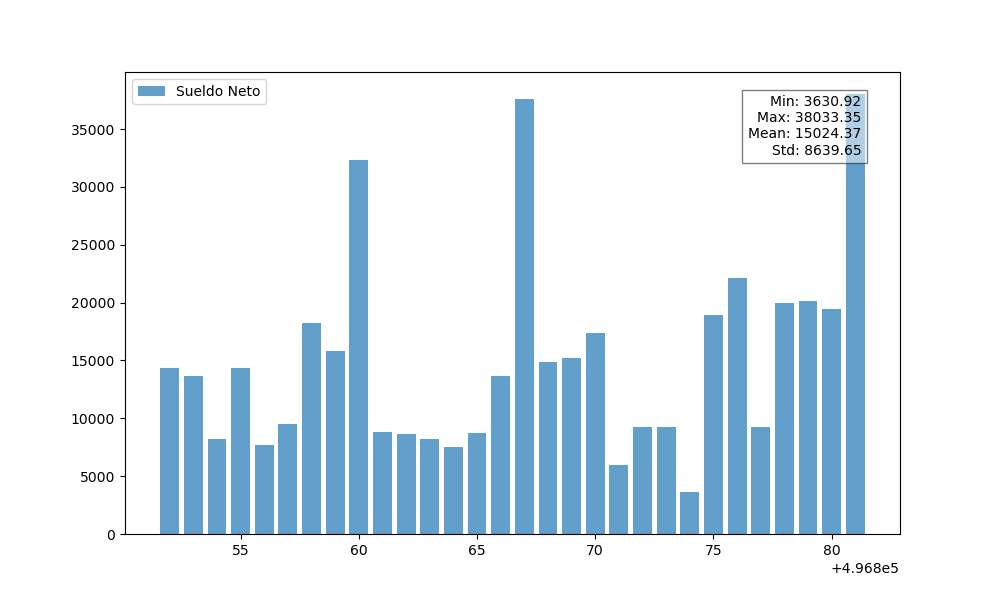 Sueldo Neto
Min: 3630.92
Max: 38033.35
Mean: 15024.37
Std: 8639.65
35000
30000
25000
20000
15000
10000
5000
0
55 60 65 70 75 80
+4.968e5